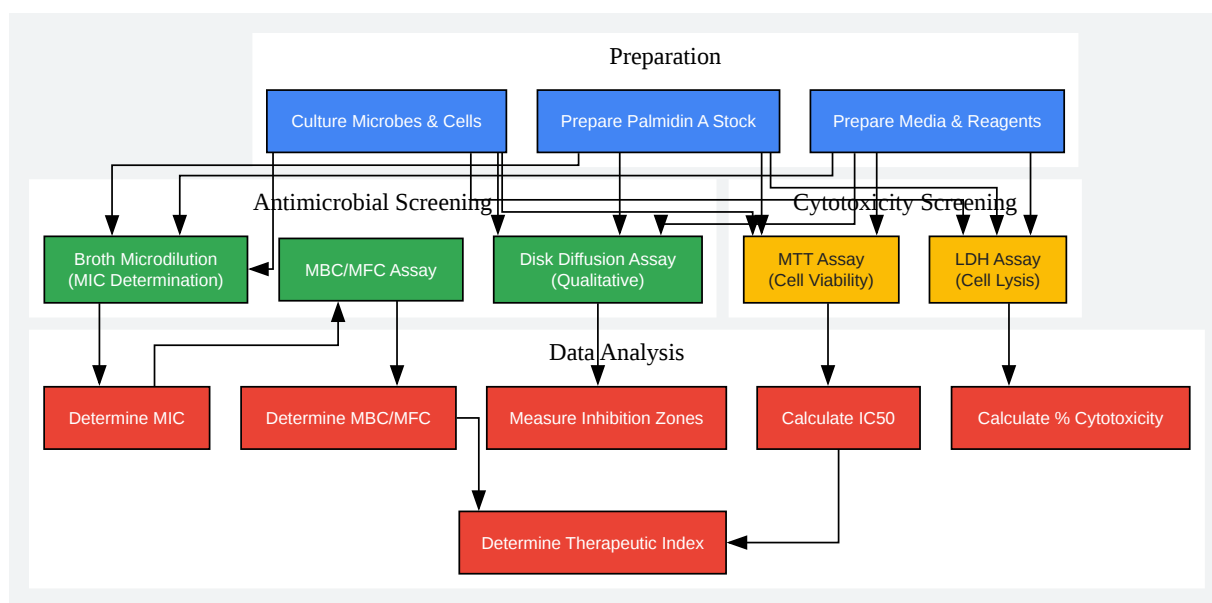 Preparation
Culture Microbes & Cells
Prepare Palmidin A Stock
Prepare Media & Reagents
Antimicrobial Screening
Cytotoxicity Screening
Broth Microdilution
(MIC Determination)
MBC/MFC Assay
Disk Diffusion Assay
(Qualitative)
MTT Assay
(Cell Viability)
LDH Assay
(Cell Lysis)
Data Analysis
Determine MIC
Determine MBC/MFC
Measure Inhibition Zones
Calculate IC50
Calculate % Cytotoxicity
Determine Therapeutic Index